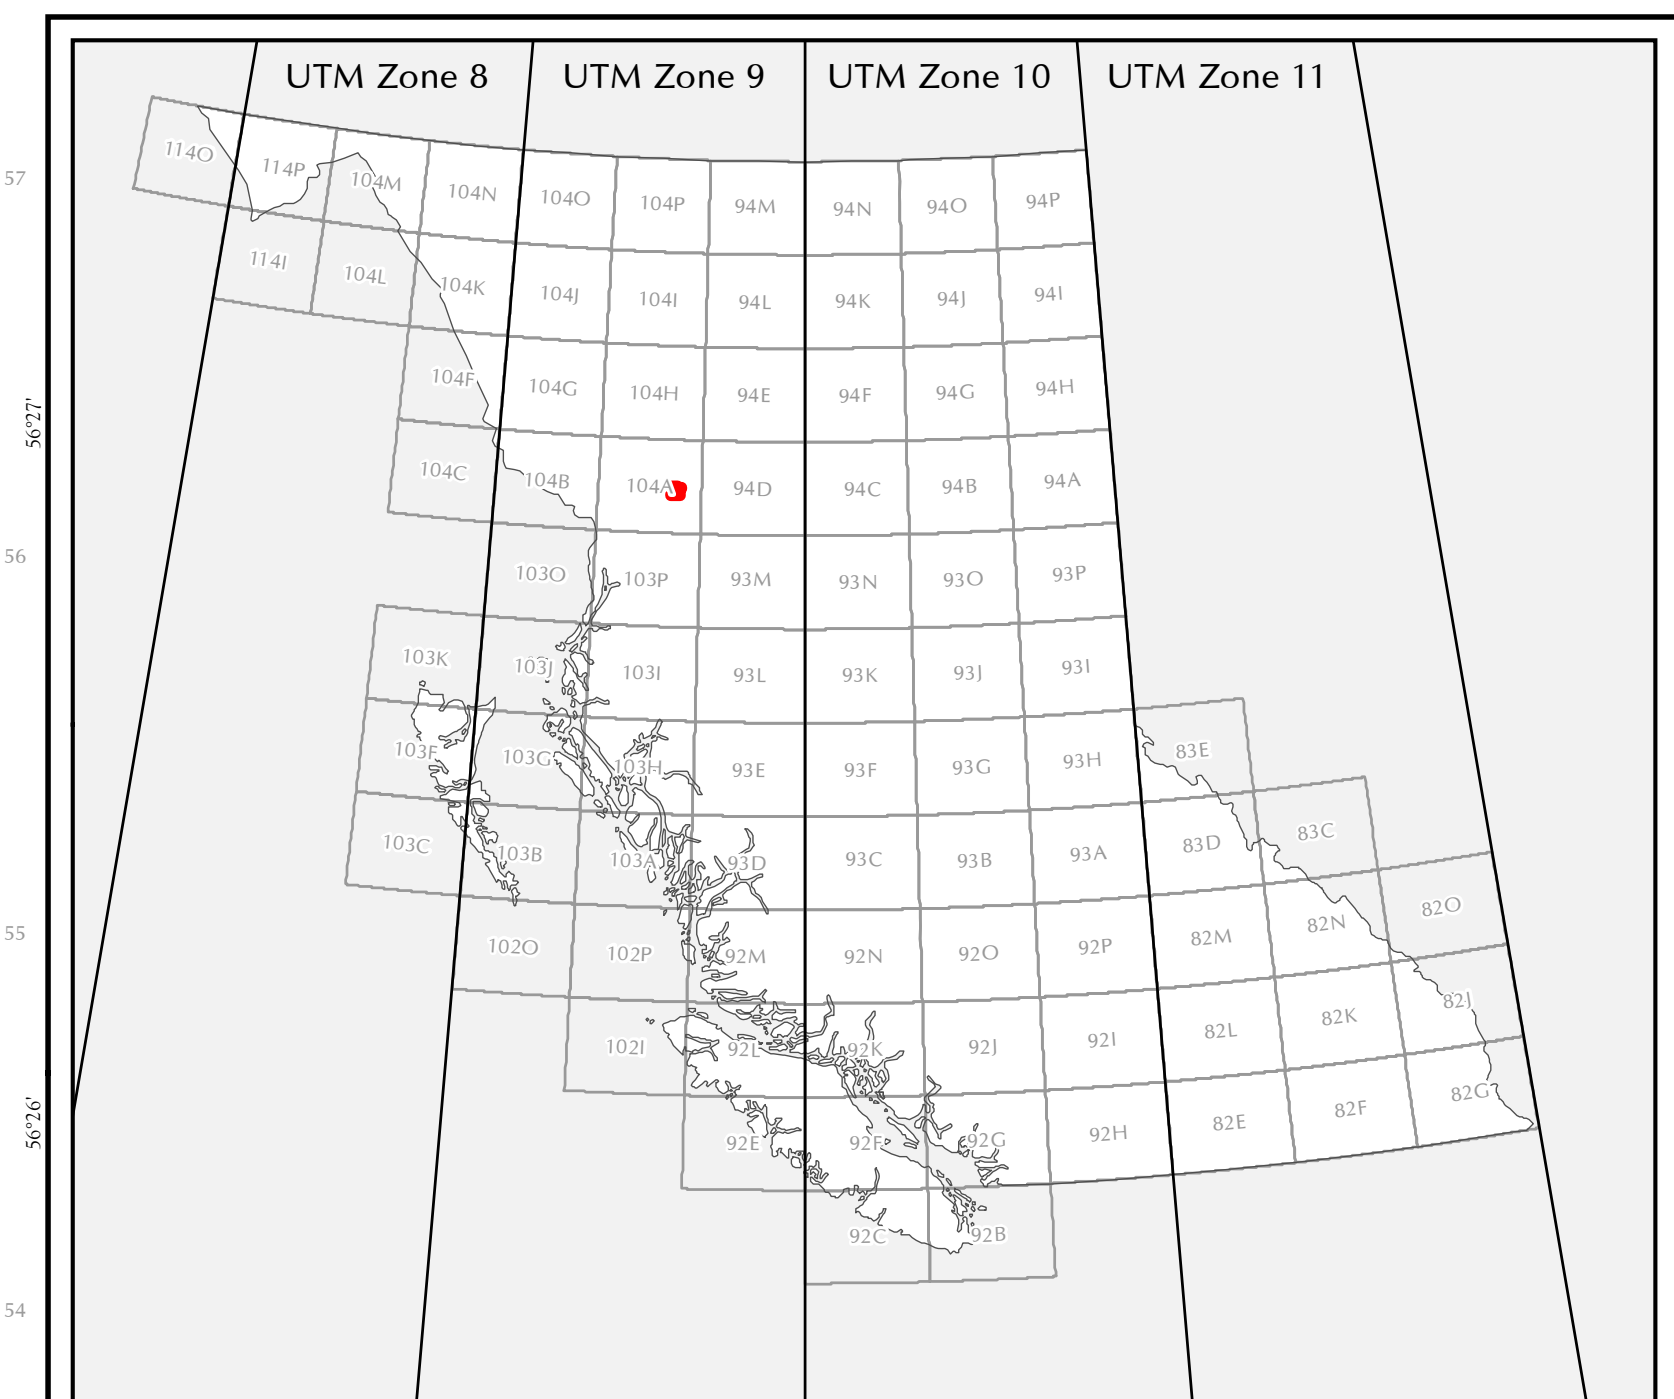 UTM Zone 8 UTM Zone 9 UTM Zone 10 UTM Zone 11
57
56°27'
56
55
56°26'
54
114O 114P 104M 104N 104O 104P 94M 94N 94O 94P
114I 104L 104K 104J 104I 94L 94K 94J 94I
104F 104G 104H 94E 94F 94G 94H
104C 104B 104A 94D 94C 94B 94A
103O 103P 93M 93N 93O 93P
103K 103J 103I 93L 93K 93J 93I
103F 103G 103H 93E 93F 93G 93H 83E
103C 103B 103A 93D 93C 93B 93A 83D 83C
102O 102P 92M 92N 92O 92P 82M 82N 82O
102I 92L 92K 92J 92I 82L 82K 82J
92E 92F 92G 92H 82E 82F 82G
92C 92B